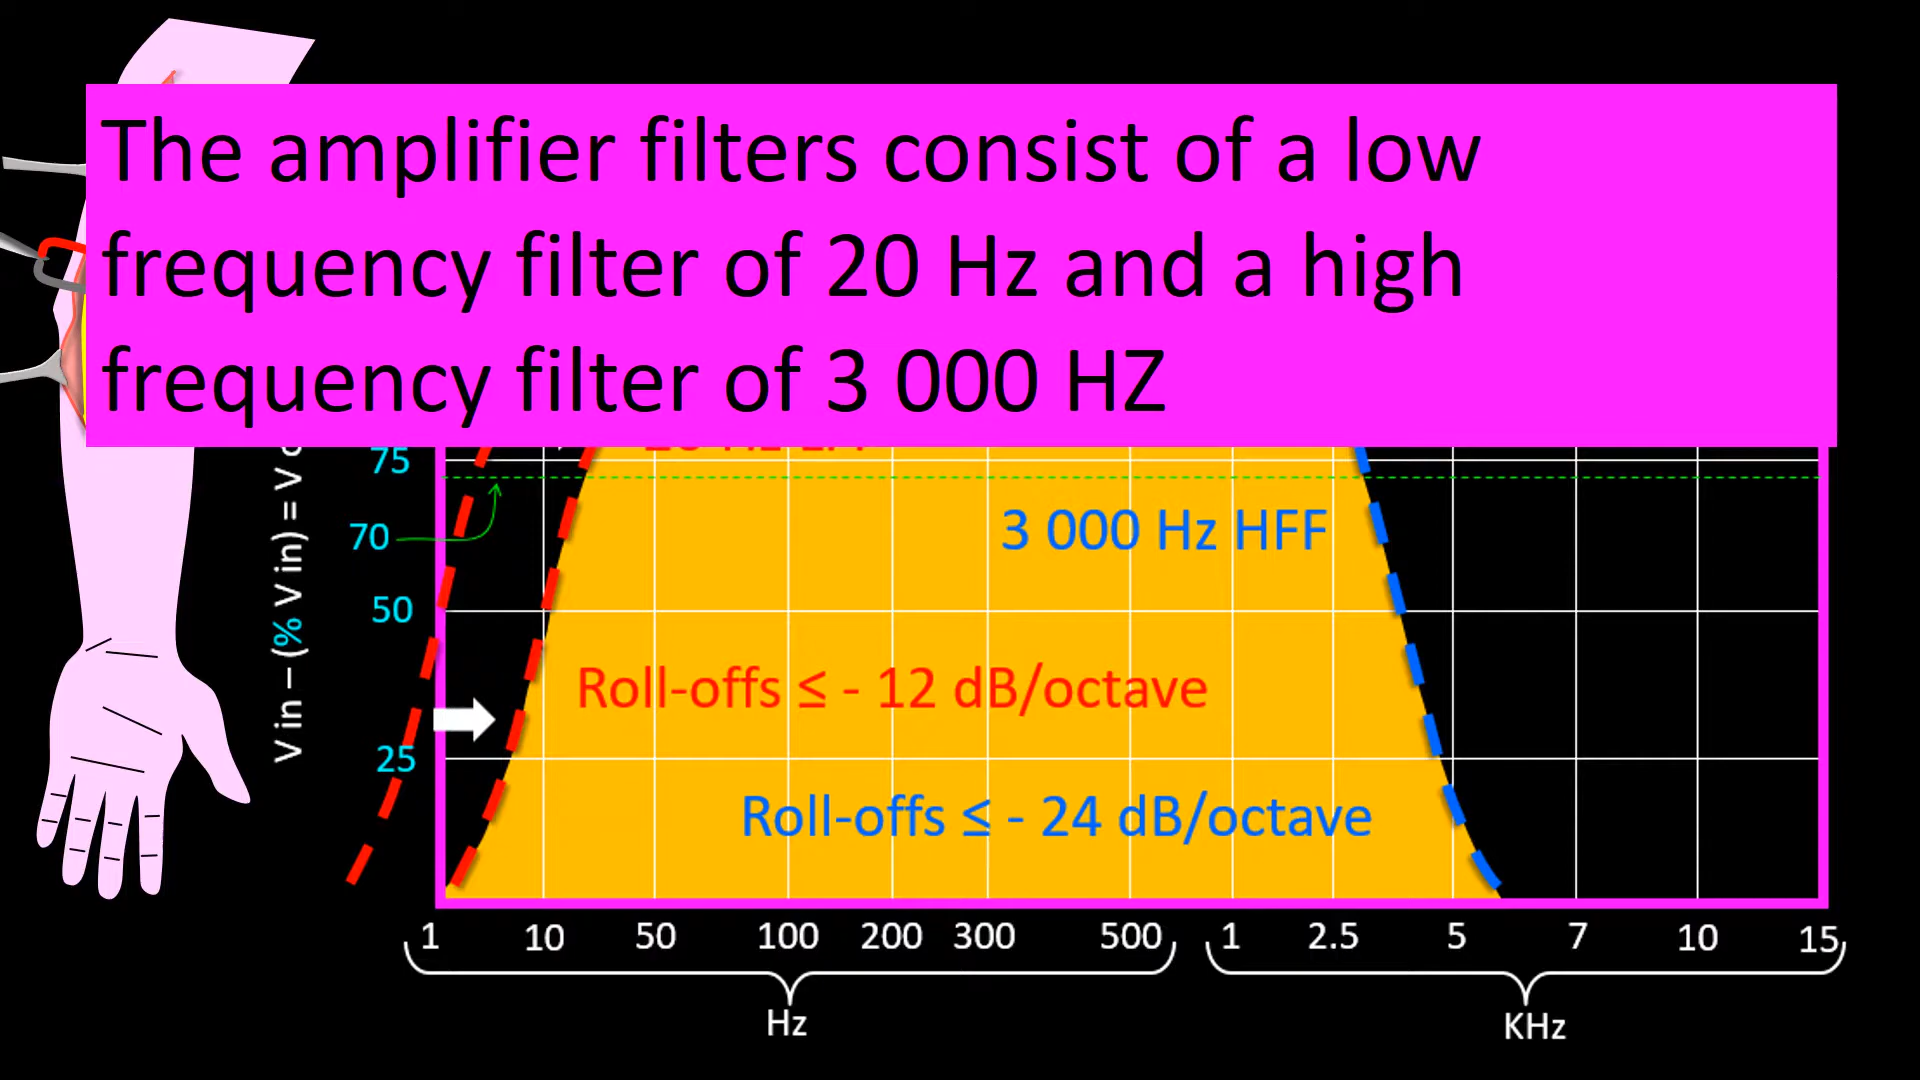 The amplifier filters consist of a low
frequency filter of 20 Hz and a high
frequency filter of 3 000 HZ
75
70
3 000 Hz HFF
50
V in – (% V in) = V
Roll-offs ≤ - 12 dB/octave
25
Roll-offs ≤ - 24 dB/octave
1 10 50 100 200 300 500 1 2.5 5 7 10 15
Hz KHz